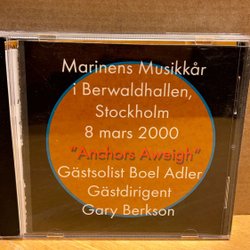 Marinens Musikkår
i Berwaldhallen,
Stockholm
8 mars 2000
"Anchors Aweigh"
Gästsolist Boel Adler
Gästdirigent
Gary Berkson